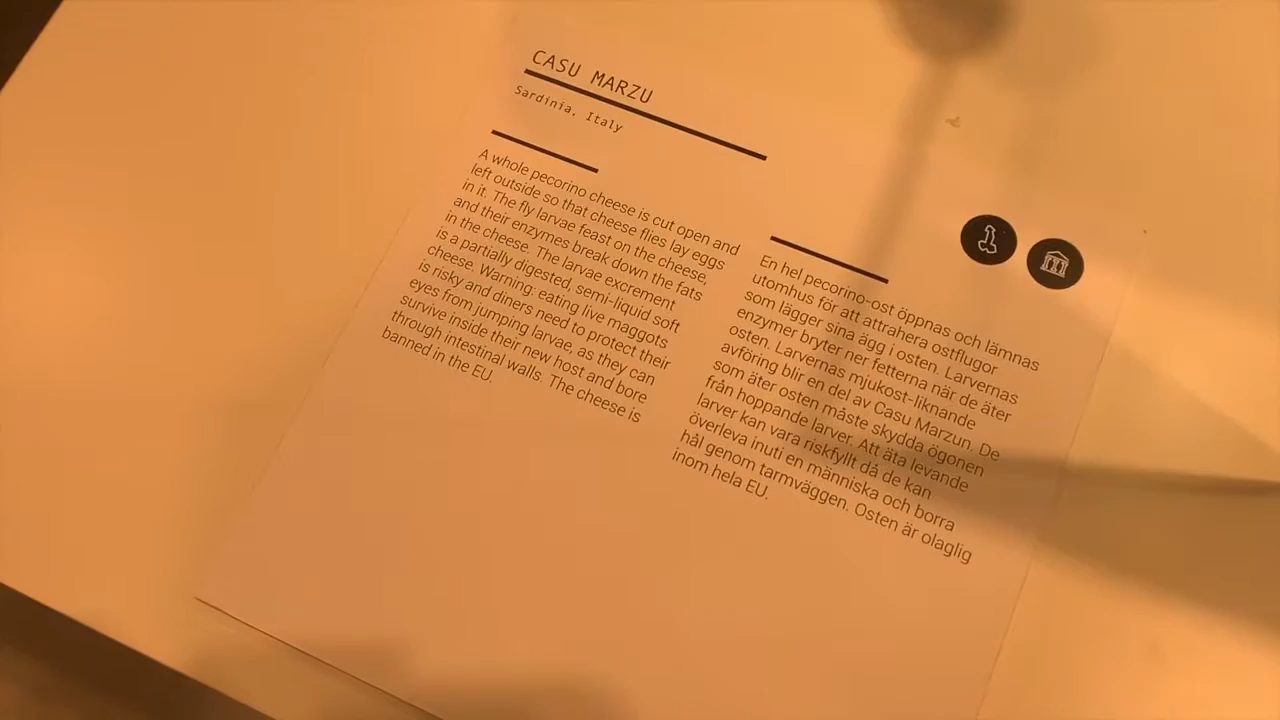 CASU MARZU
Sardinia, Italy
A whole pecorino cheese is cut open and
left outside so that cheese flies lay eggs
in it. The fly larvae feast on the cheese,
and their enzymes break down the fats
in the cheese. The larvae excrement
is a partially digested, semi-liquid soft
cheese. Warning: eating live maggots
is risky and diners need to protect their
eyes from jumping larvae, as they can
survive inside their new host and bore
through intestinal walls. The cheese is
banned in the EU.
En hel pecorino-ost öppnas och lämnas
utomhus för att attrahera ostflugor
som lägger sina ägg i osten. Larvernas
enzymer bryter ner fetterna när de äter
osten. Larvernas mjukost-liknande
avföring blir en del av Casu Marzun. De
som äter osten måste skydda ögonen
från hoppande larver. Att äta levande
larver kan vara riskfyllt då de kan
överleva inuti en människa och borra
hål genom tarmväggen. Osten är olaglig
inom hela EU.